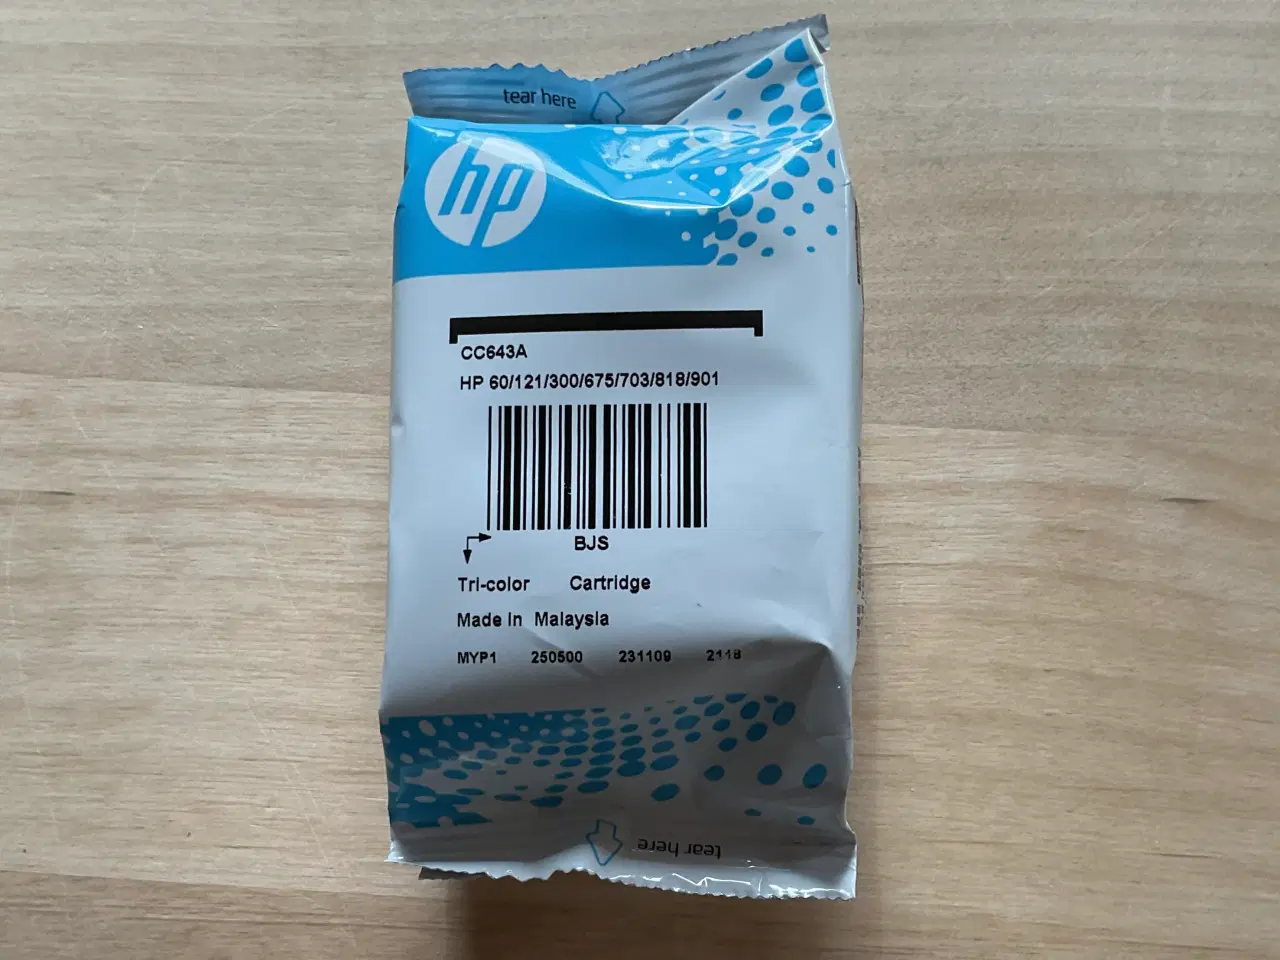 tear here
hp
CC643A
HP 60/121/300/675/703/818/901
BJS
Tri-color Cartridge
Made In Malaysia
MYP1 250500 231109 2118
tear here